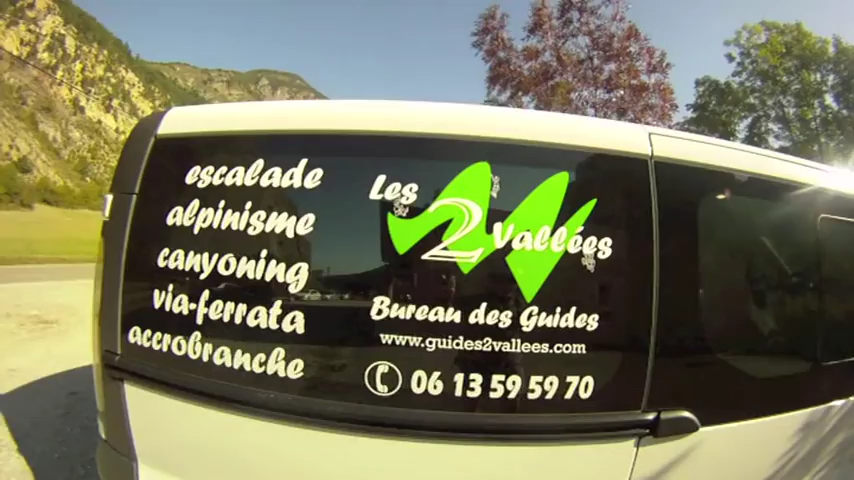 escalade
alpinisme
canyoning
via-ferrata
accrobranche
Les 2 Vallées
Bureau des Guides
www.guides2vallees.com
06 13 59 59 70